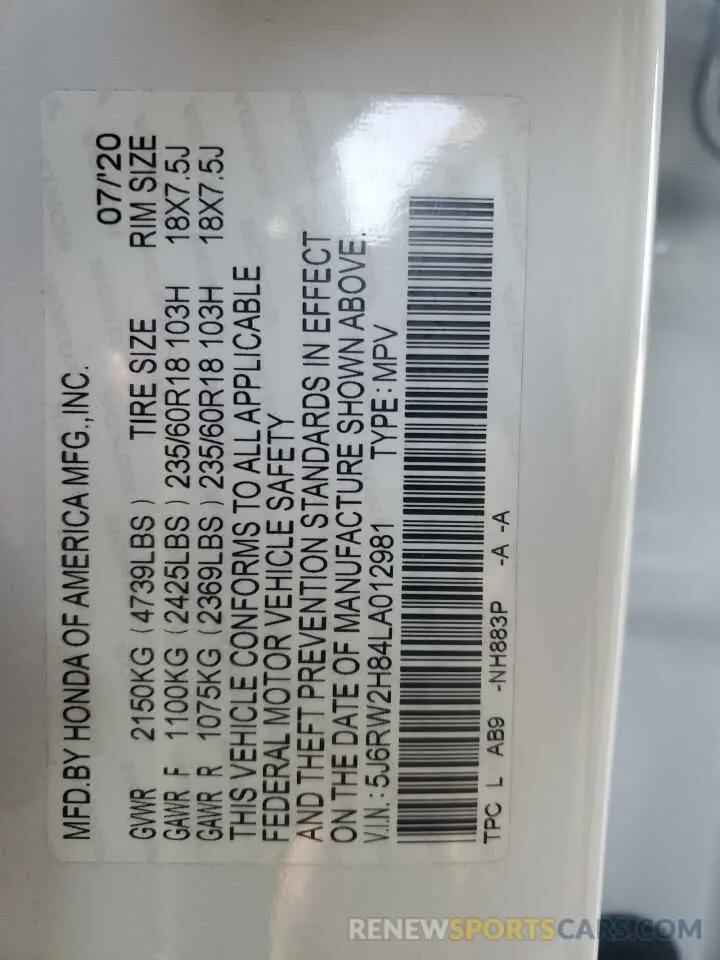 MFD.BY HONDA OF AMERICA MFG.,INC. 07/'20
GVWR 2150KG (4739LBS) TIRE SIZE RIM SIZE
GAWR F 1100KG (2425LBS) 235/60R18 103H 18X7.5J
GAWR R 1075KG (2369LBS) 235/60R18 103H 18X7.5J
THIS VEHICLE CONFORMS TO ALL APPLICABLE
FEDERAL MOTOR VEHICLE SAFETY
AND THEFT PREVENTION STANDARDS IN EFFECT
ON THE DATE OF MANUFACTURE SHOWN ABOVE.
V.I.N.: 5J6RW2H84LA012981 TYPE: MPV
TPC L AB9 -NH883P -A -A
RENEWSPORTSCARS.COM